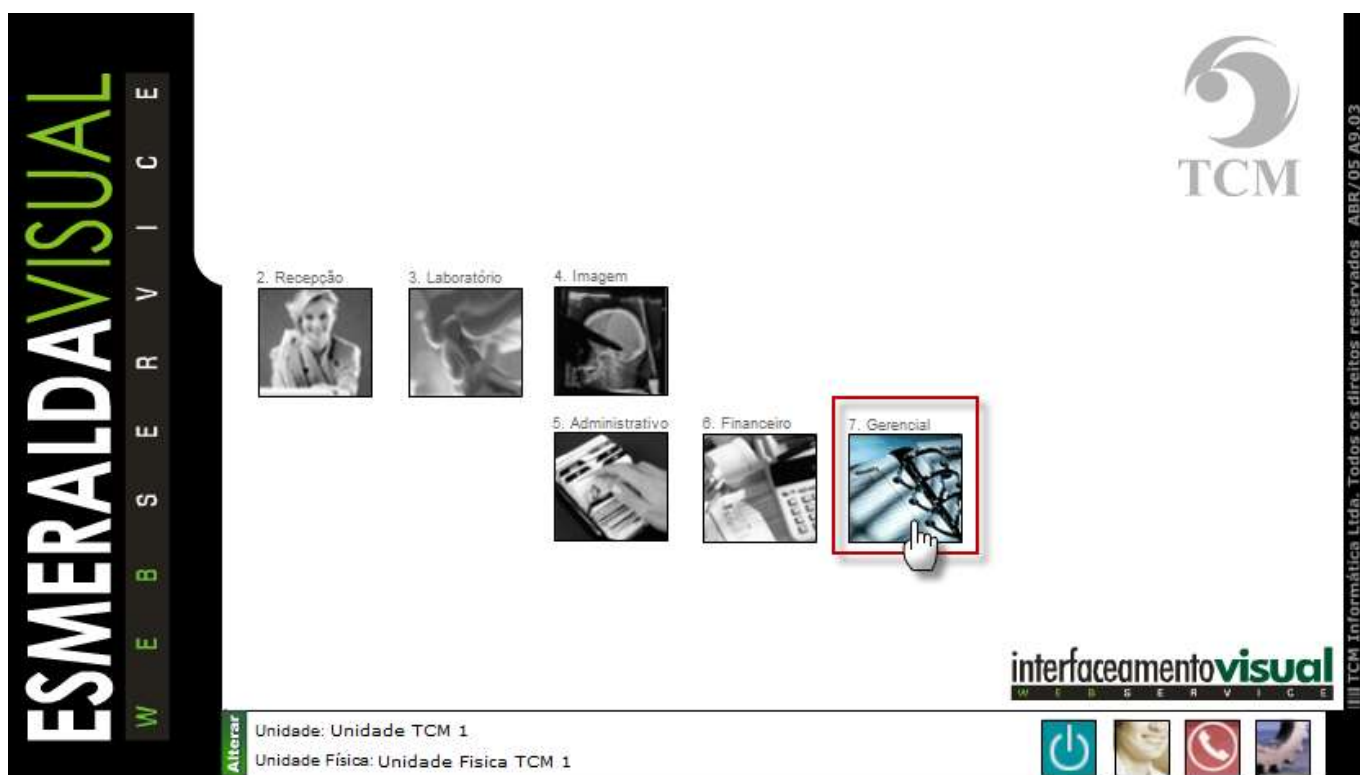 ESMERALDAVISUAL
WEBSERVICE
TCM
2. Recepção
3. Laboratório
4. Imagem
5. Administrativo
6. Financeiro
7. Gerencial
interfaceamentovisual
WEBSERVICE
Alterar
Unidade: Unidade TCM 1
Unidade Física: Unidade Fisica TCM 1
TCM Informática Ltda. Todos os direitos reservados ABR/05 A9.03